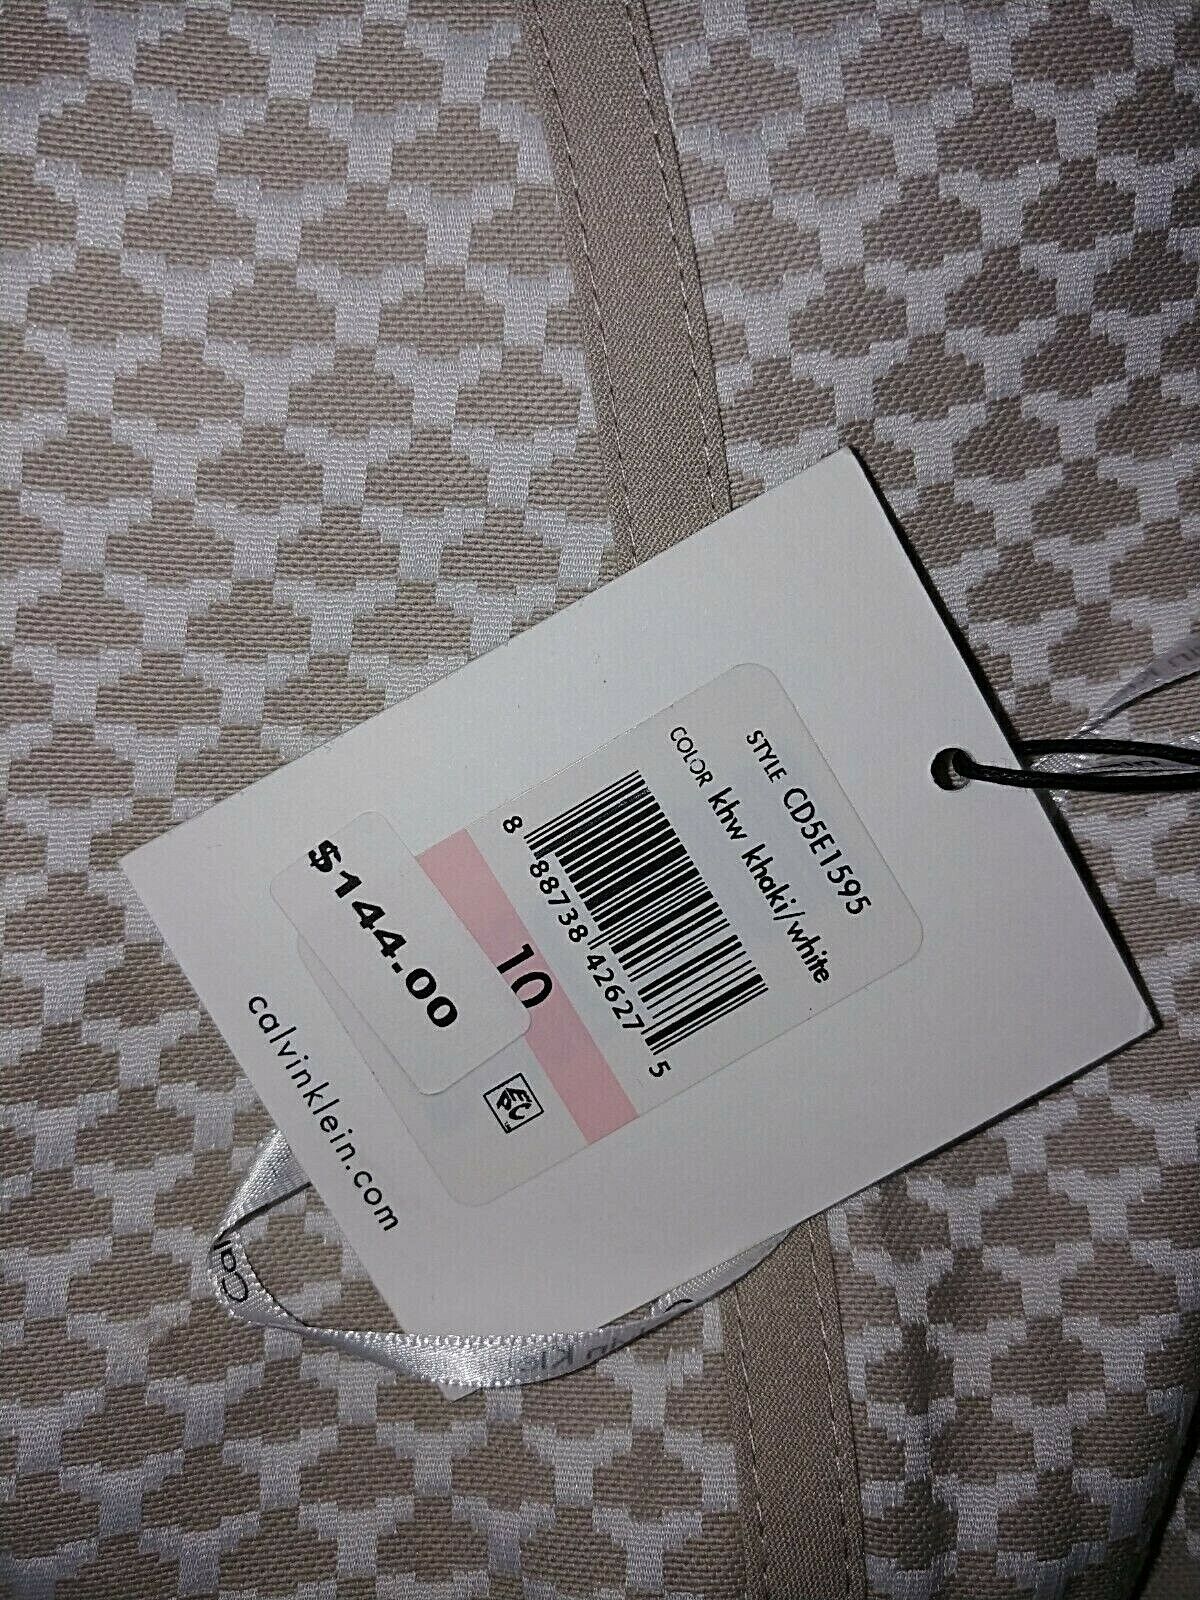 STYLE CD5E1595
COLOR khw khaki/white
8 88738 42627 5
10
$144.00
calvinklein.com